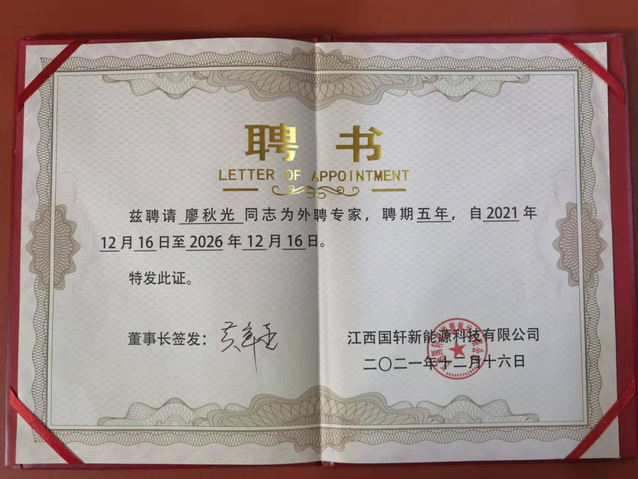 聘书
LETTER OF APPOINTMENT
兹聘请 廖秋光 同志为外聘专家，聘期五年，自2021年
12月16日至2026年12月16日。
特发此证。
董事长签发：
江西国轩新能源科技有限公司
二〇二一年十二月十六日